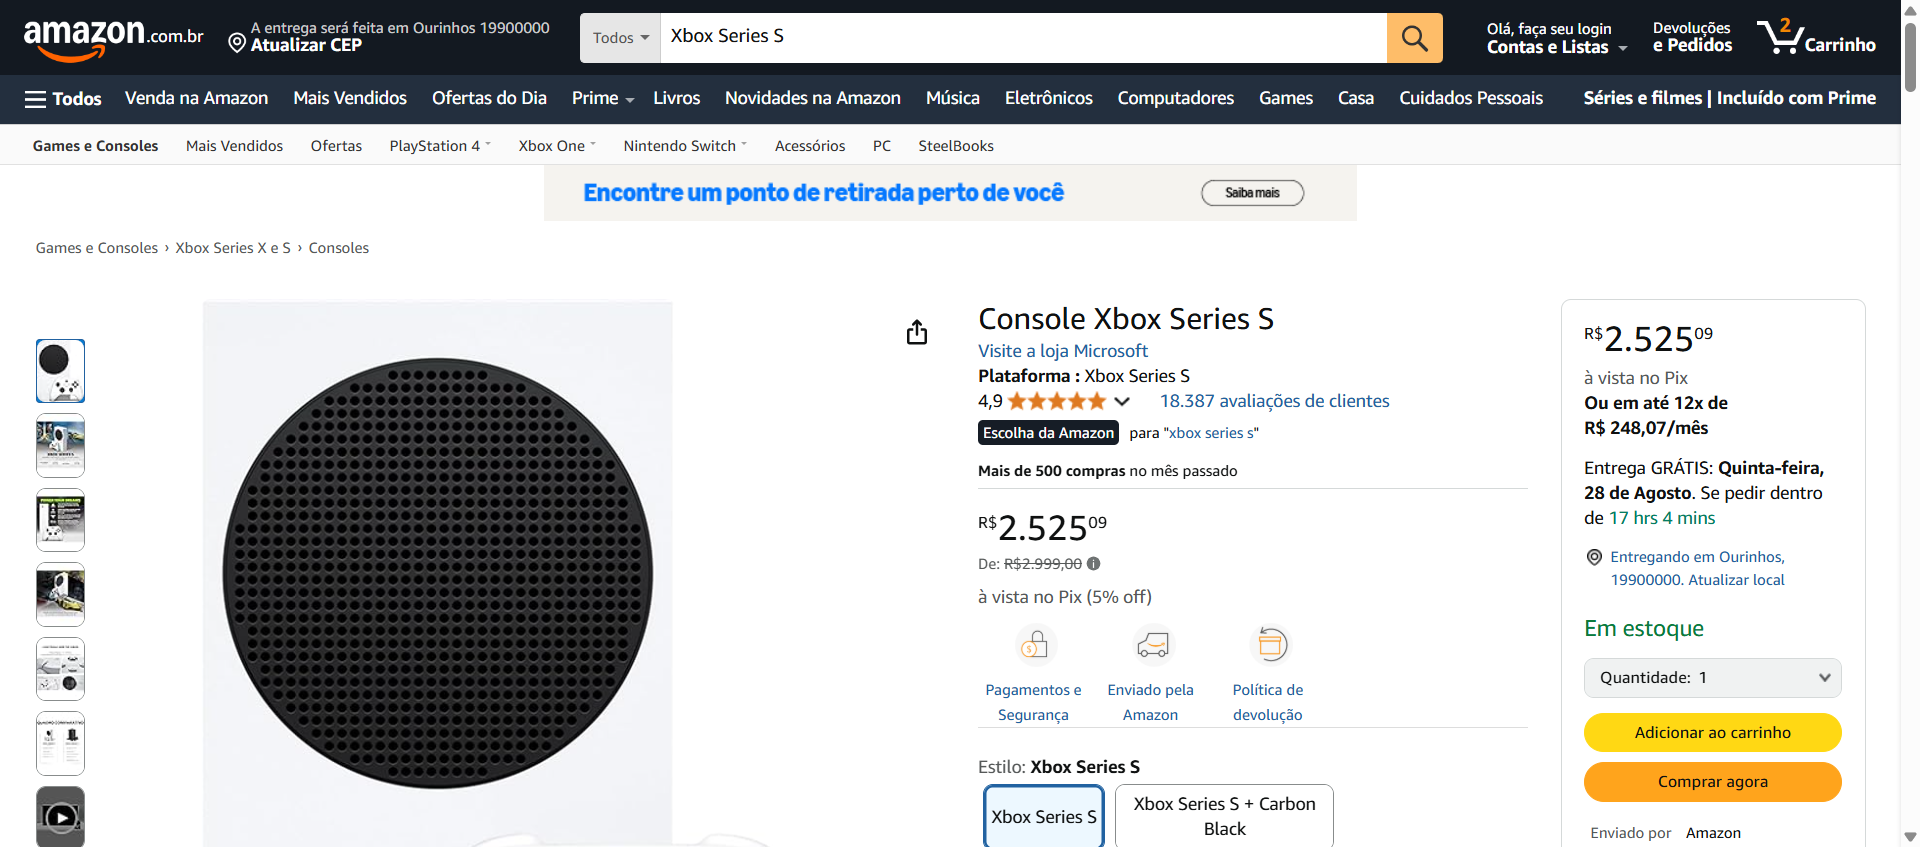 amazon.com.br
A entrega será feita em Ourinhos 19900000
Atualizar CEP
Todos
Xbox Series S
Olá, faça seu login
Contas e Listas
Devoluções
e Pedidos
2
Carrinho
Todos
Venda na Amazon
Mais Vendidos
Ofertas do Dia
Prime
Livros
Novidades na Amazon
Música
Eletrônicos
Computadores
Games
Casa
Cuidados Pessoais
Séries e filmes | Incluído com Prime
Games e Consoles
Mais Vendidos
Ofertas
PlayStation 4
Xbox One
Nintendo Switch
Acessórios
PC
SteelBooks
Encontre um ponto de retirada perto de você
Saiba mais
Games e Consoles › Xbox Series X e S › Consoles
Console Xbox Series S
Visite a loja Microsoft
Plataforma : Xbox Series S
4,9
18.387 avaliações de clientes
Escolha da Amazon para "xbox series s"
Mais de 500 compras no mês passado
R$2.52509
De: R$2.999,00
à vista no Pix (5% off)
Pagamentos e
Segurança
Enviado pela
Amazon
Política de
devolução
Estilo: Xbox Series S
Xbox Series S
Xbox Series S + Carbon
Black
R$2.52509
à vista no Pix
Ou em até 12x de
R$ 248,07/mês
Entrega GRÁTIS: Quinta-feira,
28 de Agosto. Se pedir dentro
de 17 hrs 4 mins
Entregando em Ourinhos,
19900000. Atualizar local
Em estoque
Quantidade: 1
Adicionar ao carrinho
Comprar agora
Enviado por Amazon